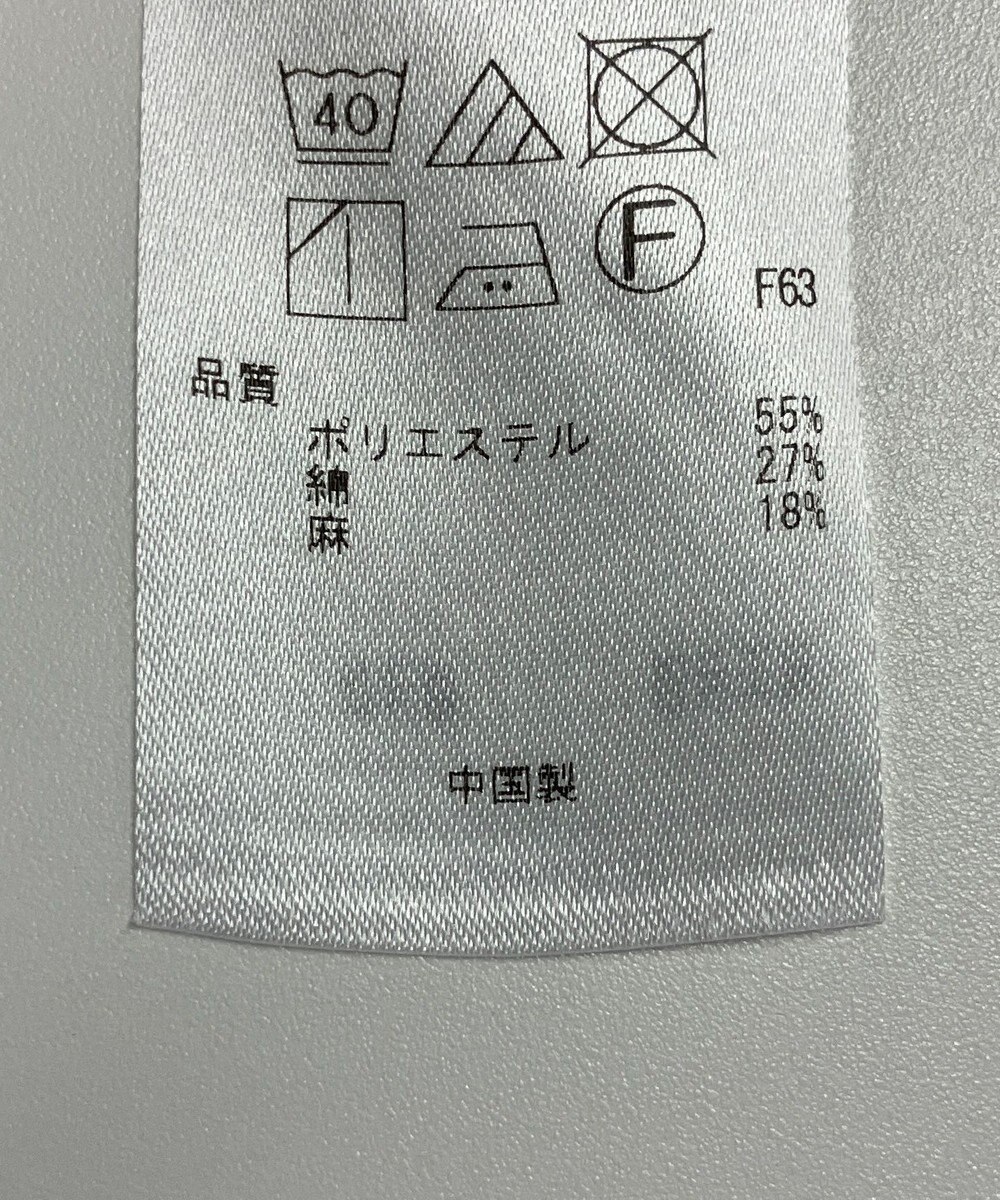 40
F
F63
品質
ポリエステル 55%
綿 27%
麻 18%
中国製